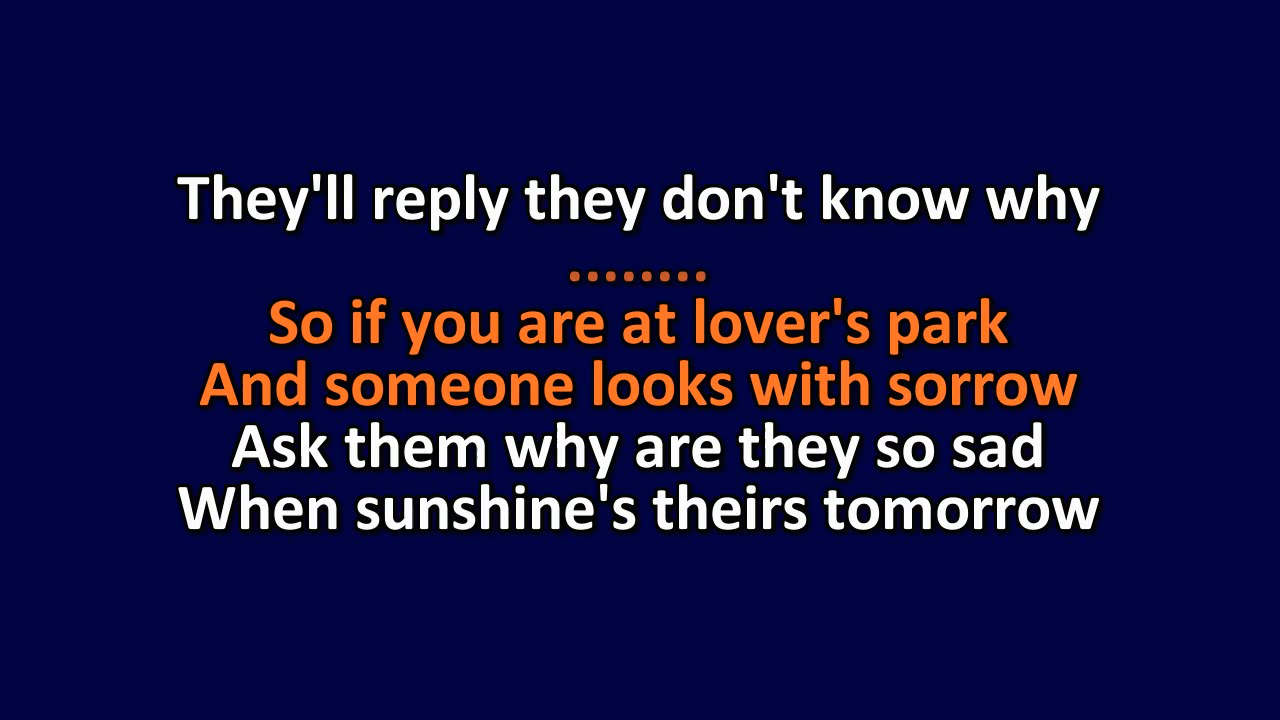 They'll reply they don't know why
........
So if you are at lover's park
And someone looks with sorrow
Ask them why are they so sad
When sunshine's theirs tomorrow